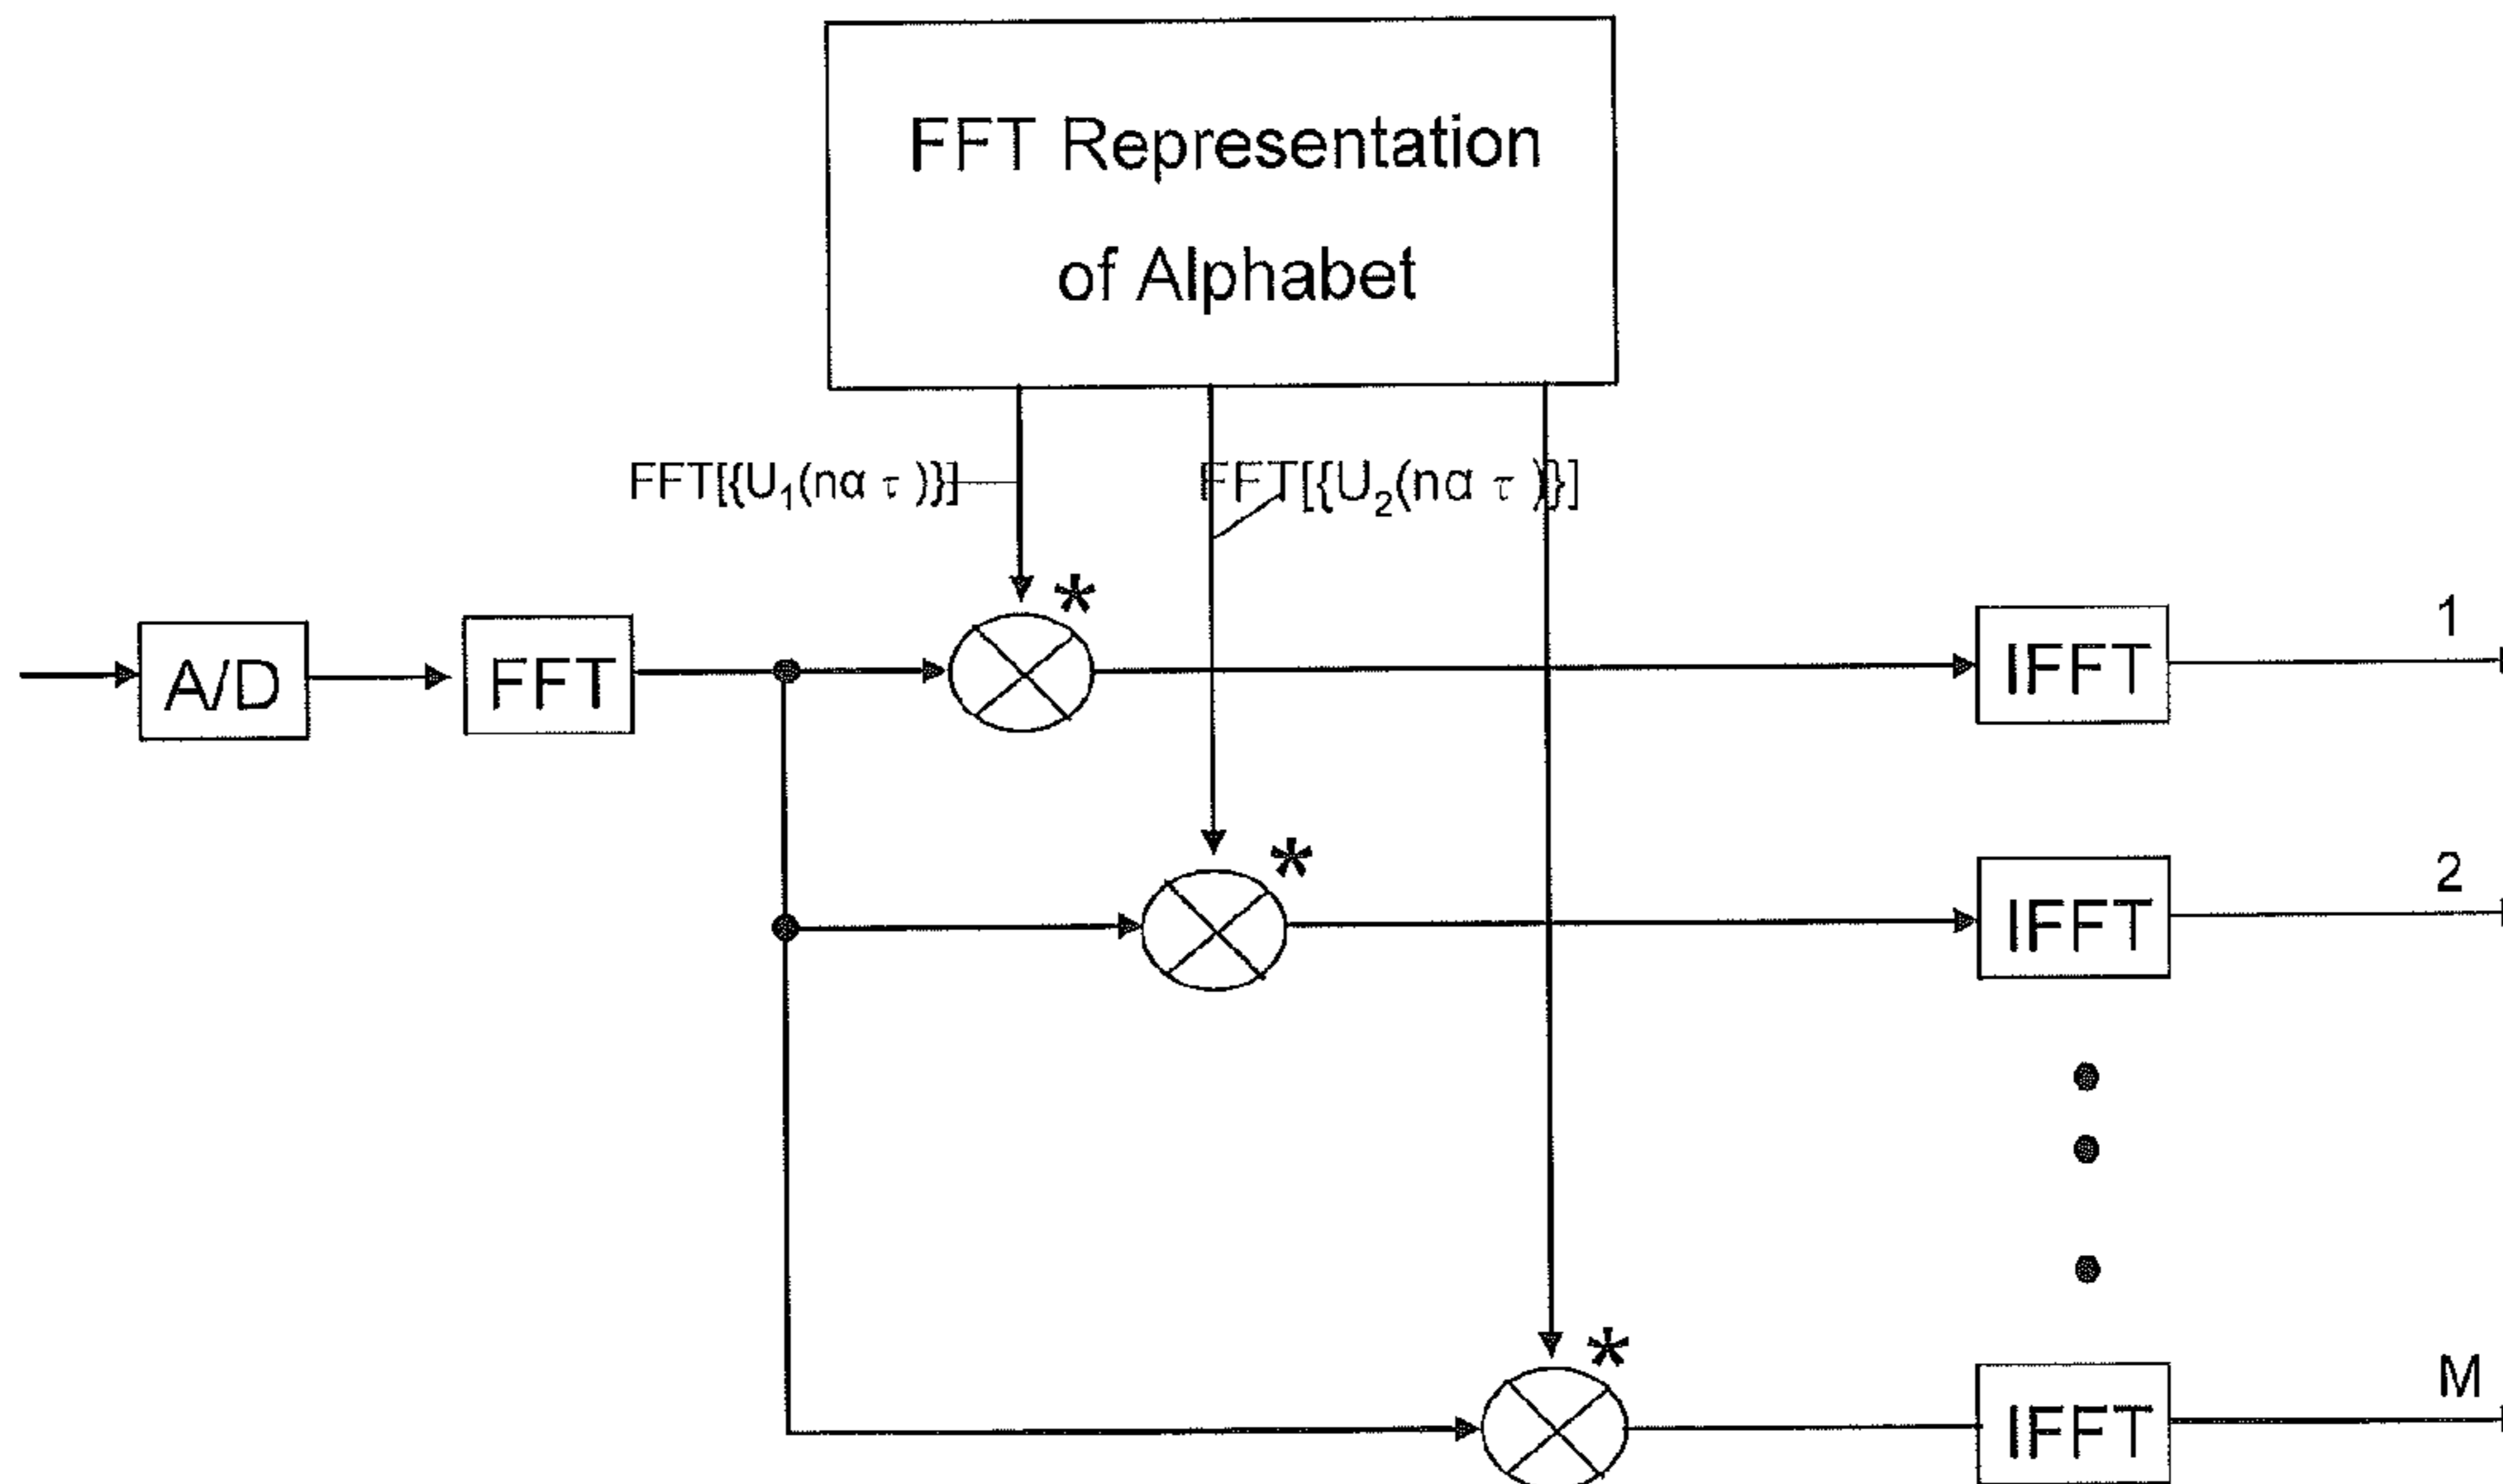 FFT Representation
of Alphabet
FFT[{U₁(nα τ )}]
FFT[{U₂(nα τ )}]
*
A/D
FFT
IFFT
1
*
IFFT
2
*
IFFT
M